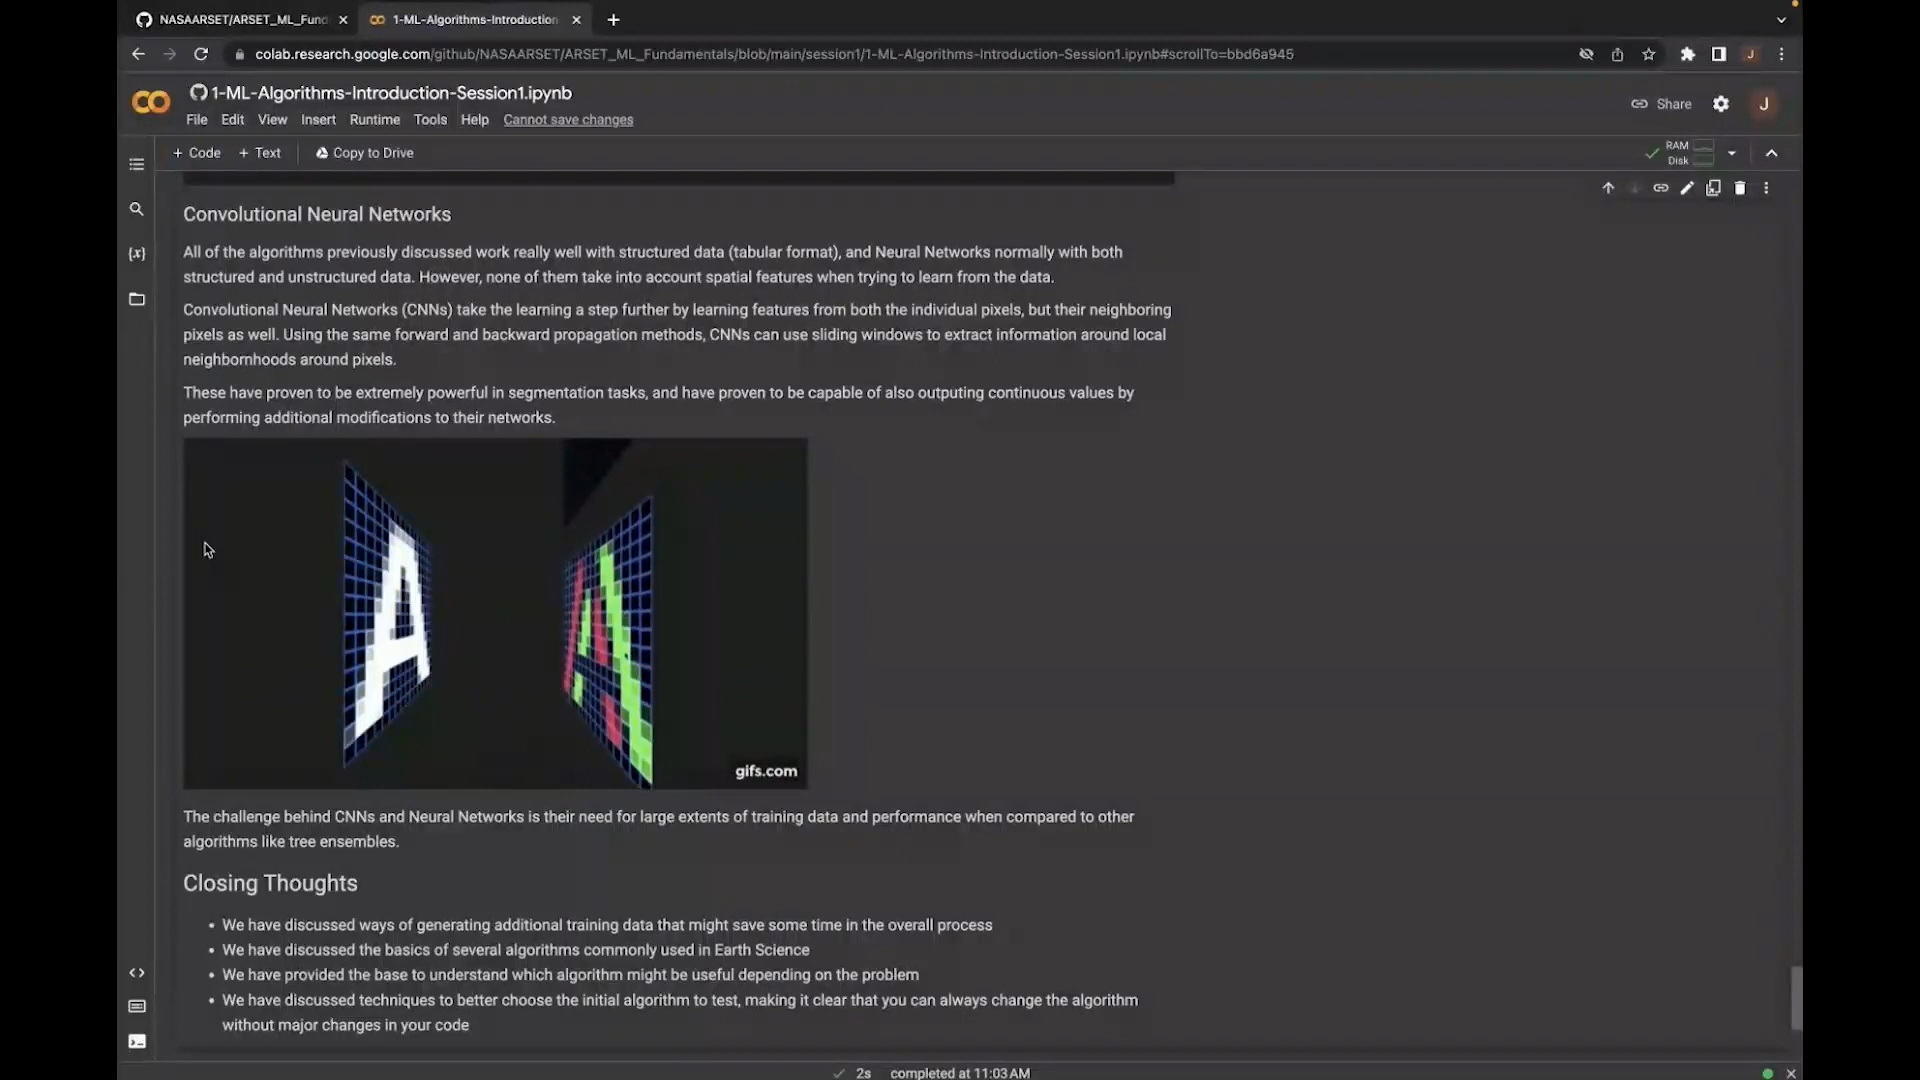 NASAARSET/ARSET_ML_Fund
1-ML-Algorithms-Introduction
colab.research.google.com/github/NASAARSET/ARSET_ML_Fundamentals/blob/main/session1/1-ML-Algorithms-Introduction-Session1.ipynb#scrollTo=bbd6a945
J
1-ML-Algorithms-Introduction-Session1.ipynb
Share
J
File Edit View Insert Runtime Tools Help Cannot save changes
+ Code + Text Copy to Drive
RAM
Disk
{x}
Convolutional Neural Networks
All of the algorithms previously discussed work really well with structured data (tabular format), and Neural Networks normally with both
structured and unstructured data. However, none of them take into account spatial features when trying to learn from the data.
Convolutional Neural Networks (CNNs) take the learning a step further by learning features from both the individual pixels, but their neighboring
pixels as well. Using the same forward and backward propagation methods, CNNs can use sliding windows to extract information around local
neighbornhoods around pixels.
These have proven to be extremely powerful in segmentation tasks, and have proven to be capable of also outputing continuous values by
performing additional modifications to their networks.
A A
gifs.com
The challenge behind CNNs and Neural Networks is their need for large extents of training data and performance when compared to other
algorithms like tree ensembles.
Closing Thoughts
• We have discussed ways of generating additional training data that might save some time in the overall process
• We have discussed the basics of several algorithms commonly used in Earth Science
• We have provided the base to understand which algorithm might be useful depending on the problem
• We have discussed techniques to better choose the initial algorithm to test, making it clear that you can always change the algorithm
without major changes in your code
2s completed at 11:03 AM